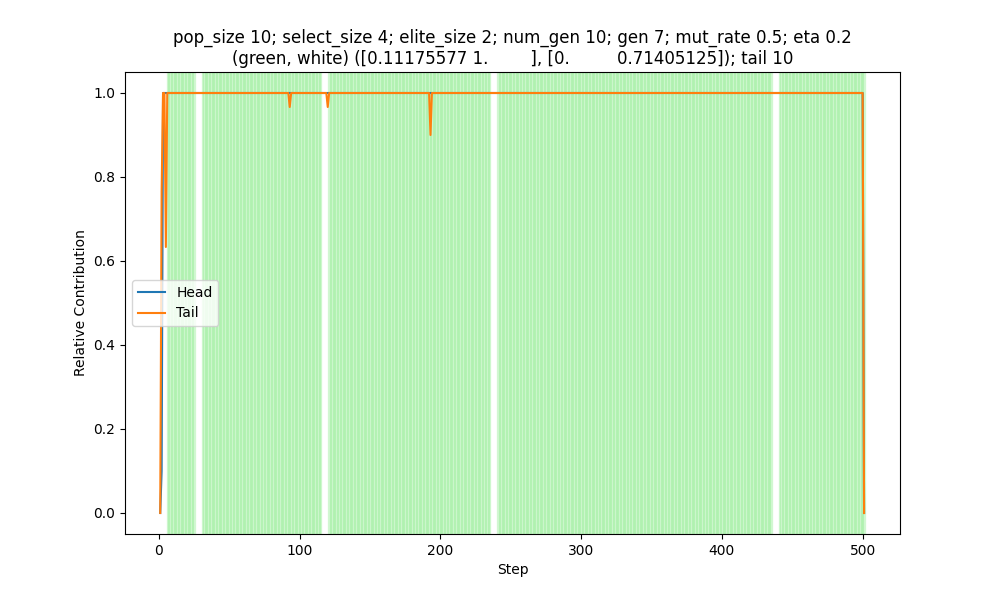 pop_size 10; select_size 4; elite_size 2; num_gen 10; gen 7; mut_rate 0.5; eta 0.2
(green, white) ([0.11175577 1.         ], [0.         0.71405125]); tail 10
1.0
0.8
0.6
0.4
0.2
0.0
Relative Contribution
Head
Tail
0
100
200
300
400
500
Step